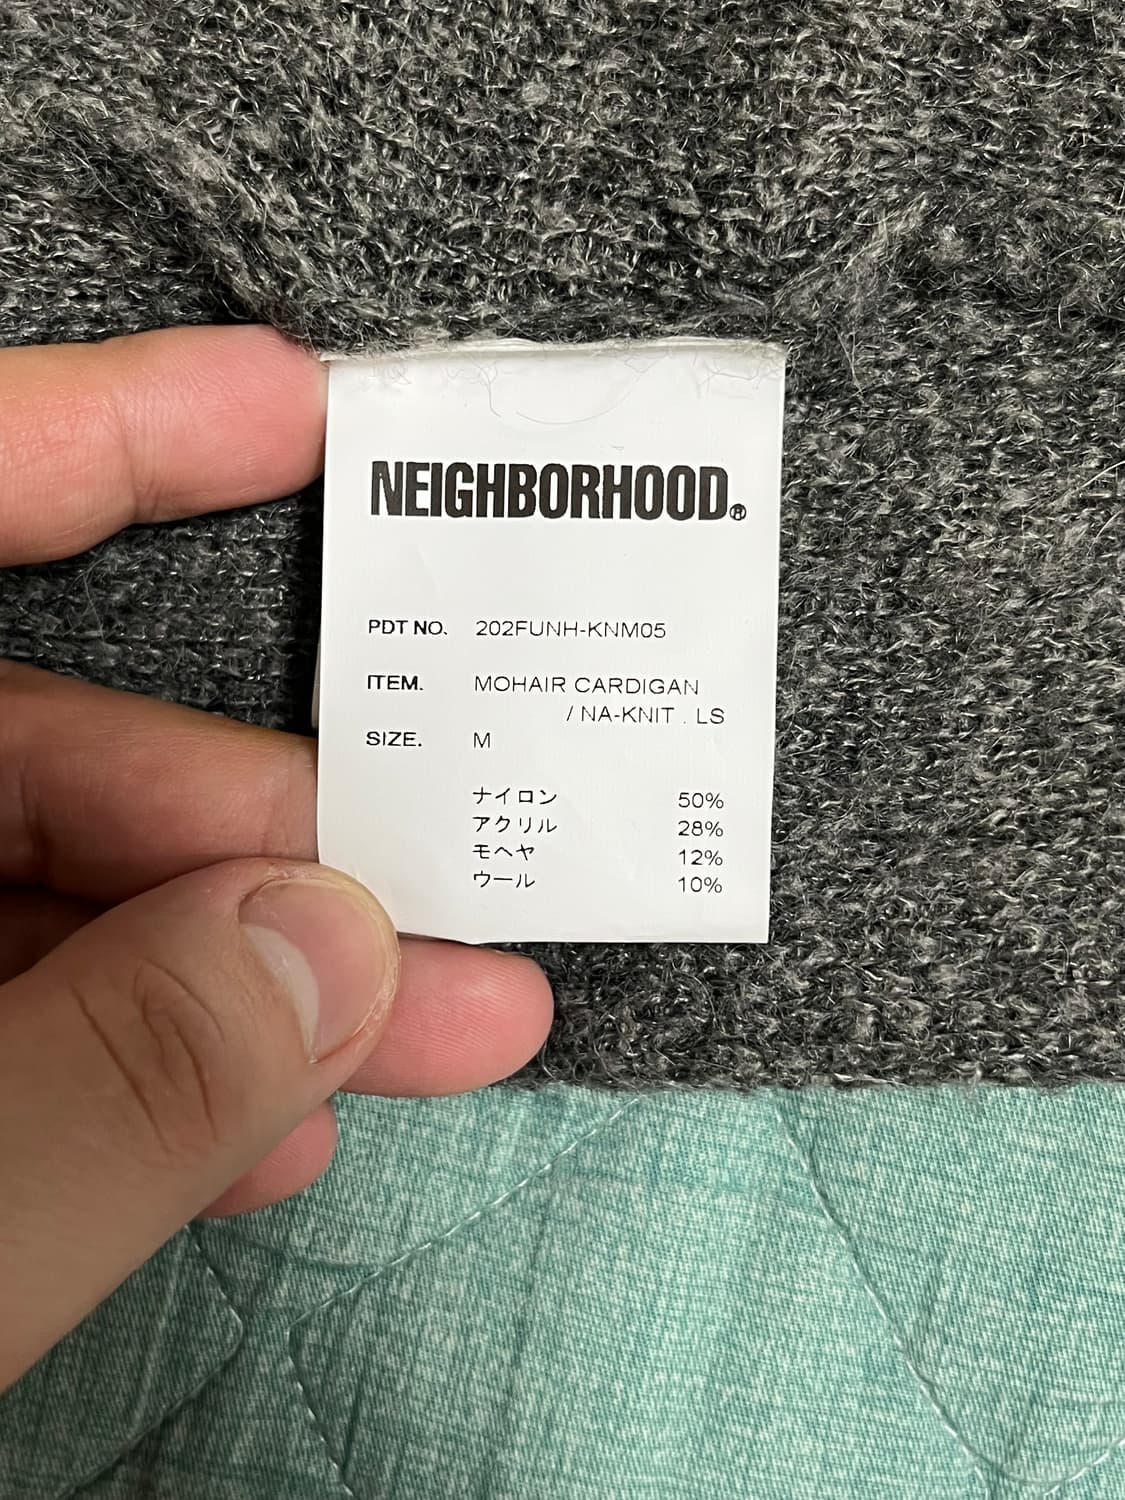 NEIGHBORHOOD®
PDT NO. 202FUNH-KNM05
ITEM. MOHAIR CARDIGAN
/ NA-KNIT . LS
SIZE. M
ナイロン 50%
アクリル 28%
モヘヤ 12%
ウール 10%